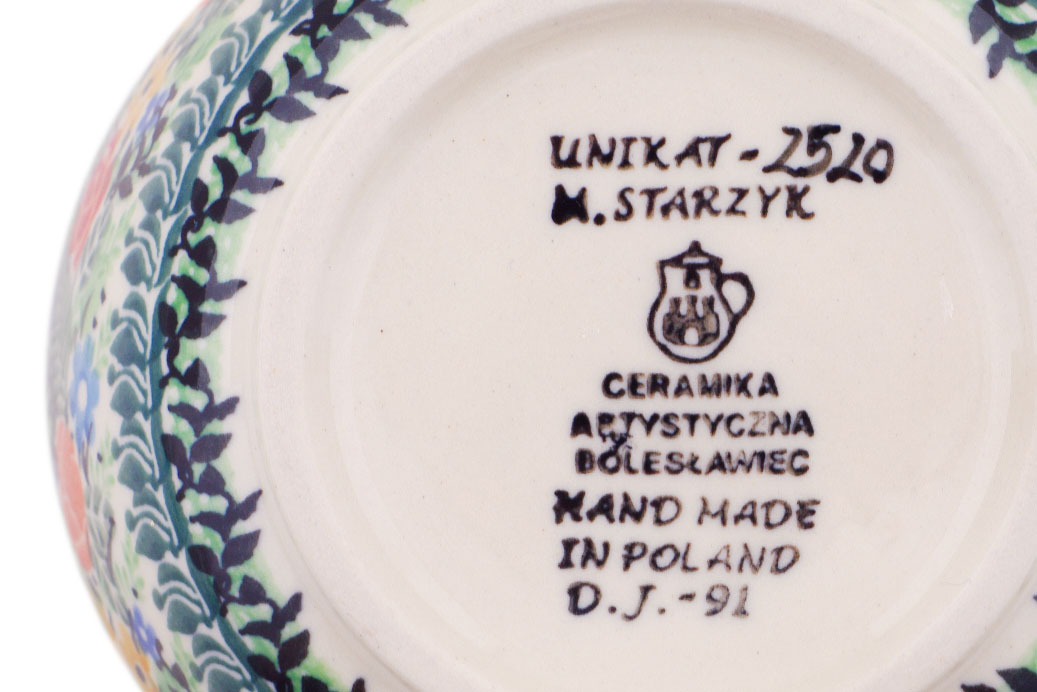 UNIKAT - 2520
M. STARZYK
CERAMIKA
ARTYSTYCZNA
BOLESŁAWIEC
HAND MADE
IN POLAND
D.J.-91